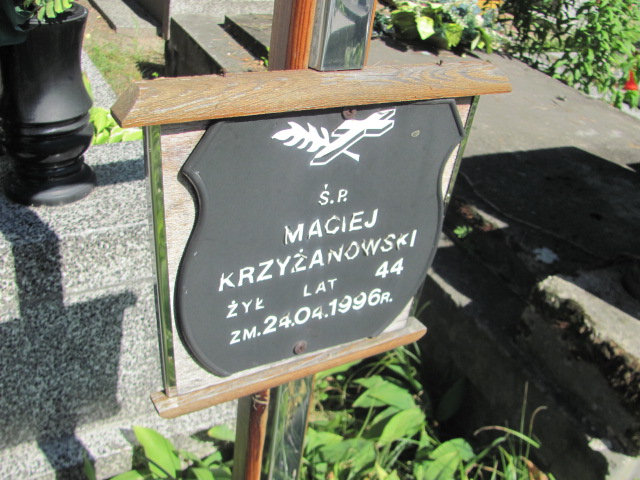 Ś.P.
MACIEJ
KRZYŻANOWSKI
ŻYŁ LAT 44
ZM. 24.04.1996R.